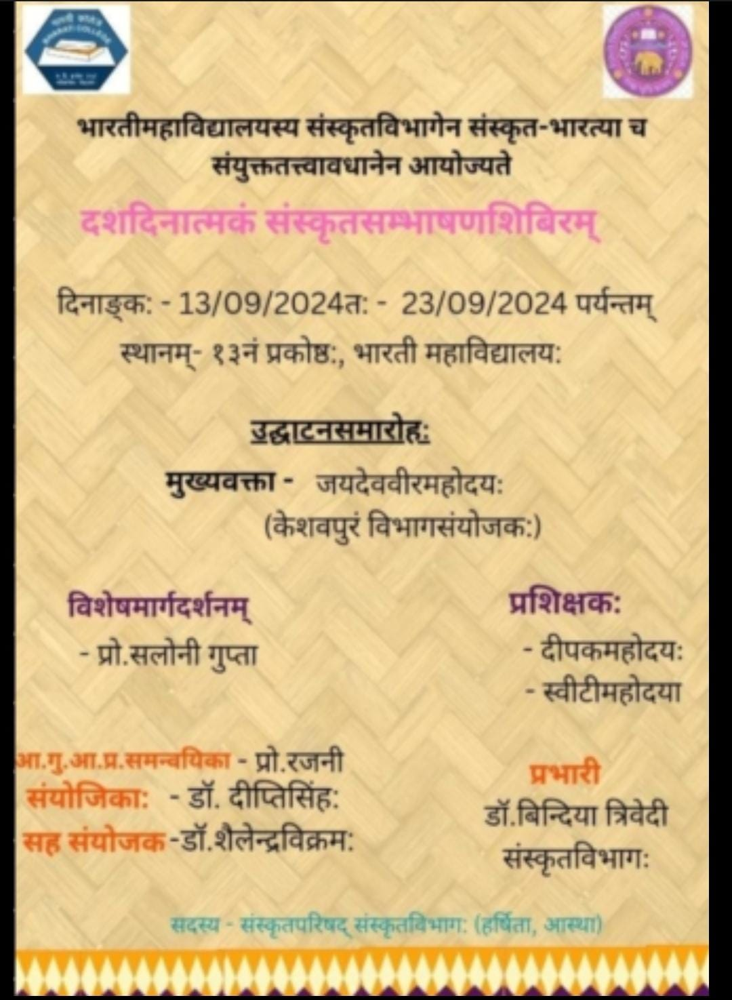 भारती कॉलेज
BHARATI COLLEGE
भारतीमहाविद्यालयस्य संस्कृतविभागेन संस्कृत-भारत्या च
संयुक्ततत्त्वावधानेन आयोज्यते
दशदिनात्मकं संस्कृतसम्भाषणशिबिरम्
दिनाङ्क: - 13/09/2024त: - 23/09/2024 पर्यन्तम्
स्थानम्- १३नं प्रकोष्ठ:, भारती महाविद्यालय:
उद्घाटनसमारोह:
मुख्यवक्ता - जयदेववीरमहोदय:
(केशवपुरं विभागसंयोजक:)
विशेषमार्गदर्शनम्
- प्रो.सलोनी गुप्ता
प्रशिक्षक:
- दीपकमहोदय:
- स्वीटीमहोदया
आ.गु.आ.प्र.समन्वयिका - प्रो.रजनी
संयोजिका: - डॉ. दीप्तिसिंह:
सह संयोजक -डॉ.शैलेन्द्रविक्रम:
प्रभारी
डॉ.बिन्दिया त्रिवेदी
संस्कृतविभाग:
सदस्य - संस्कृतपरिषद् संस्कृतविभाग: (हर्षिता, आस्था)